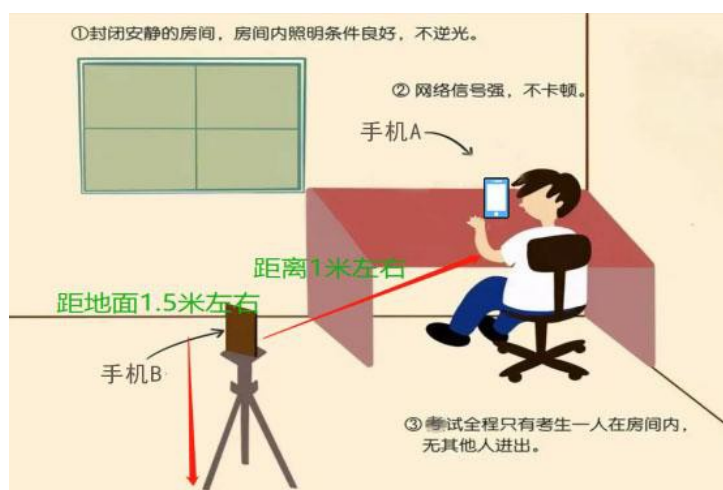 ①封闭安静的房间，房间内照明条件良好，不逆光。
② 网络信号强，不卡顿。
手机A
距离1米左右
距地面1.5米左右
手机B
③考试全程只有考生一人在房间内，
无其他人进出。